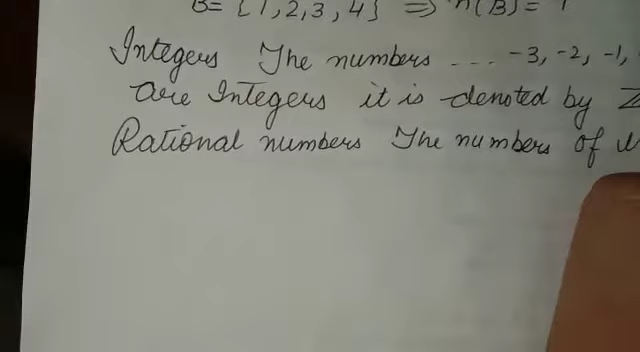 B= {1,2,3,4} ⇒ n(B)=
Integers The numbers ... -3, -2, -1,
are Integers it is denoted by Z
Rational numbers The numbers of